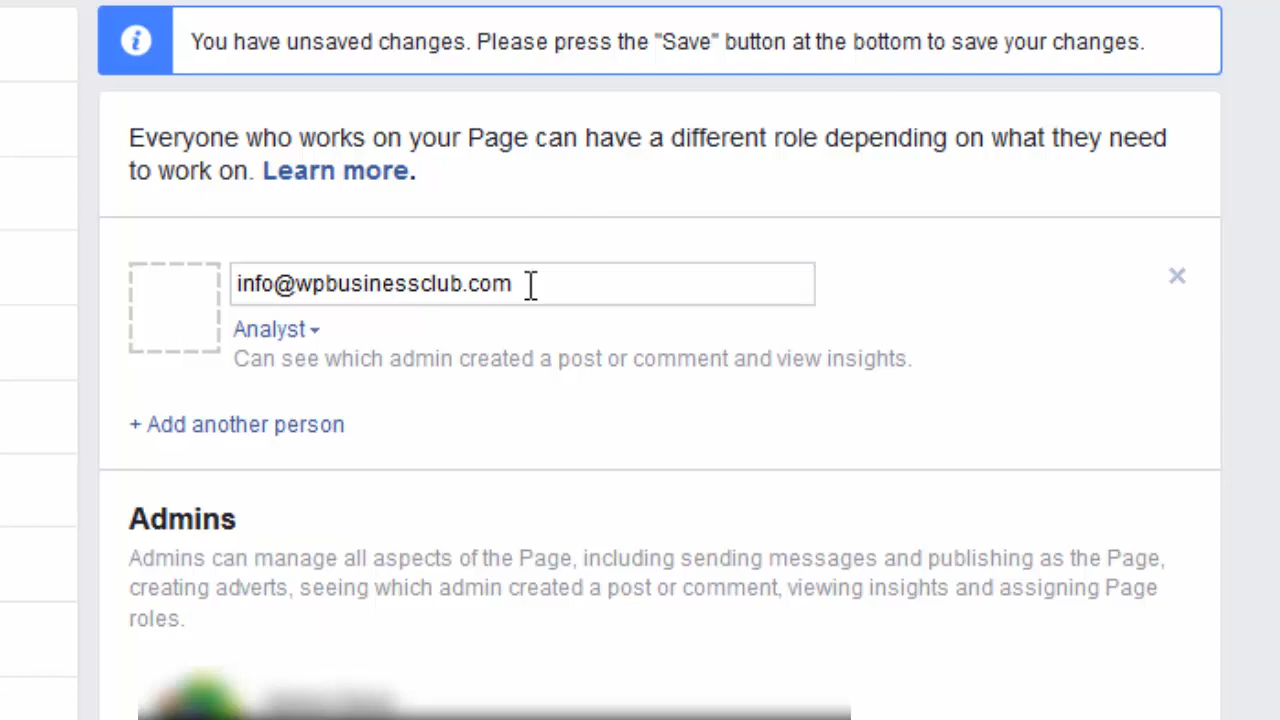 You have unsaved changes. Please press the "Save" button at the bottom to save your changes.
Everyone who works on your Page can have a different role depending on what they need
to work on. Learn more.
info@wpbusinessclub.com
Analyst
Can see which admin created a post or comment and view insights.
+ Add another person
Admins
Admins can manage all aspects of the Page, including sending messages and publishing as the Page,
creating adverts, seeing which admin created a post or comment, viewing insights and assigning Page
roles.